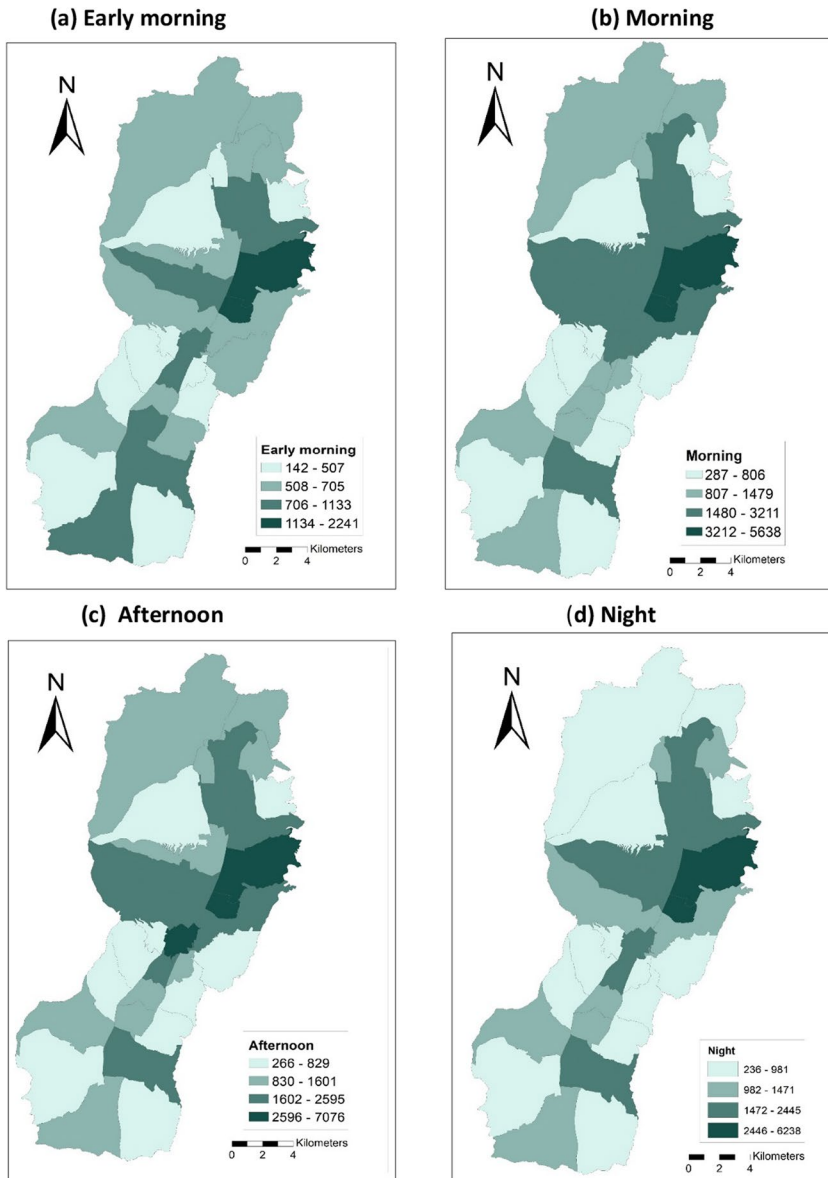 (a) Early morning
N
Early morning
142 - 507
508 - 705
706 - 1133
1134 - 2241
Kilometers
0 2 4
(b) Morning
N
Morning
287 - 806
807 - 1479
1480 - 3211
3212 - 5638
Kilometers
0 2 4
(c) Afternoon
N
Afternoon
266 - 829
830 - 1601
1602 - 2595
2596 - 7076
Kilometers
0 2 4
(d) Night
N
Night
236 - 981
982 - 1471
1472 - 2445
2446 - 6238
Kilometers
0 2 4